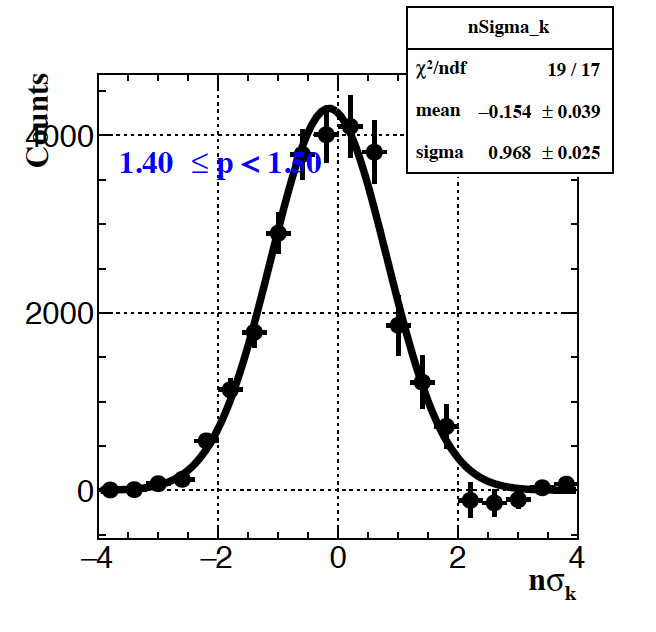 nSigma_k
χ²/ndf 19 / 17
mean −0.154 ± 0.039
sigma 0.968 ± 0.025
Counts
4000
1.40 ≤ p < 1.50
2000
0
−4 −2 0 2 4
nσk